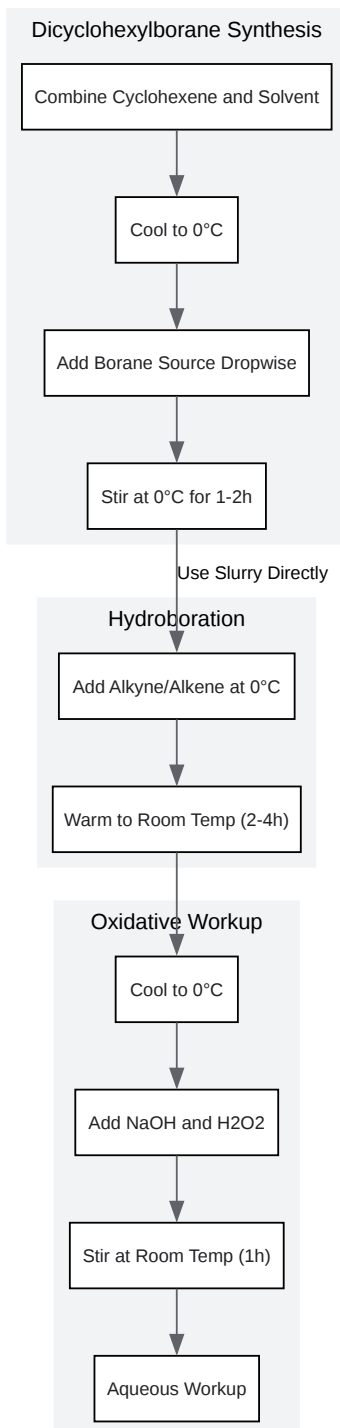 Dicyclohexylborane Synthesis
Combine Cyclohexene and Solvent
Cool to 0°C
Add Borane Source Dropwise
Stir at 0°C for 1-2h
Use Slurry Directly
Hydroboration
Add Alkyne/Alkene at 0°C
Warm to Room Temp (2-4h)
Oxidative Workup
Cool to 0°C
Add NaOH and H2O2
Stir at Room Temp (1h)
Aqueous Workup